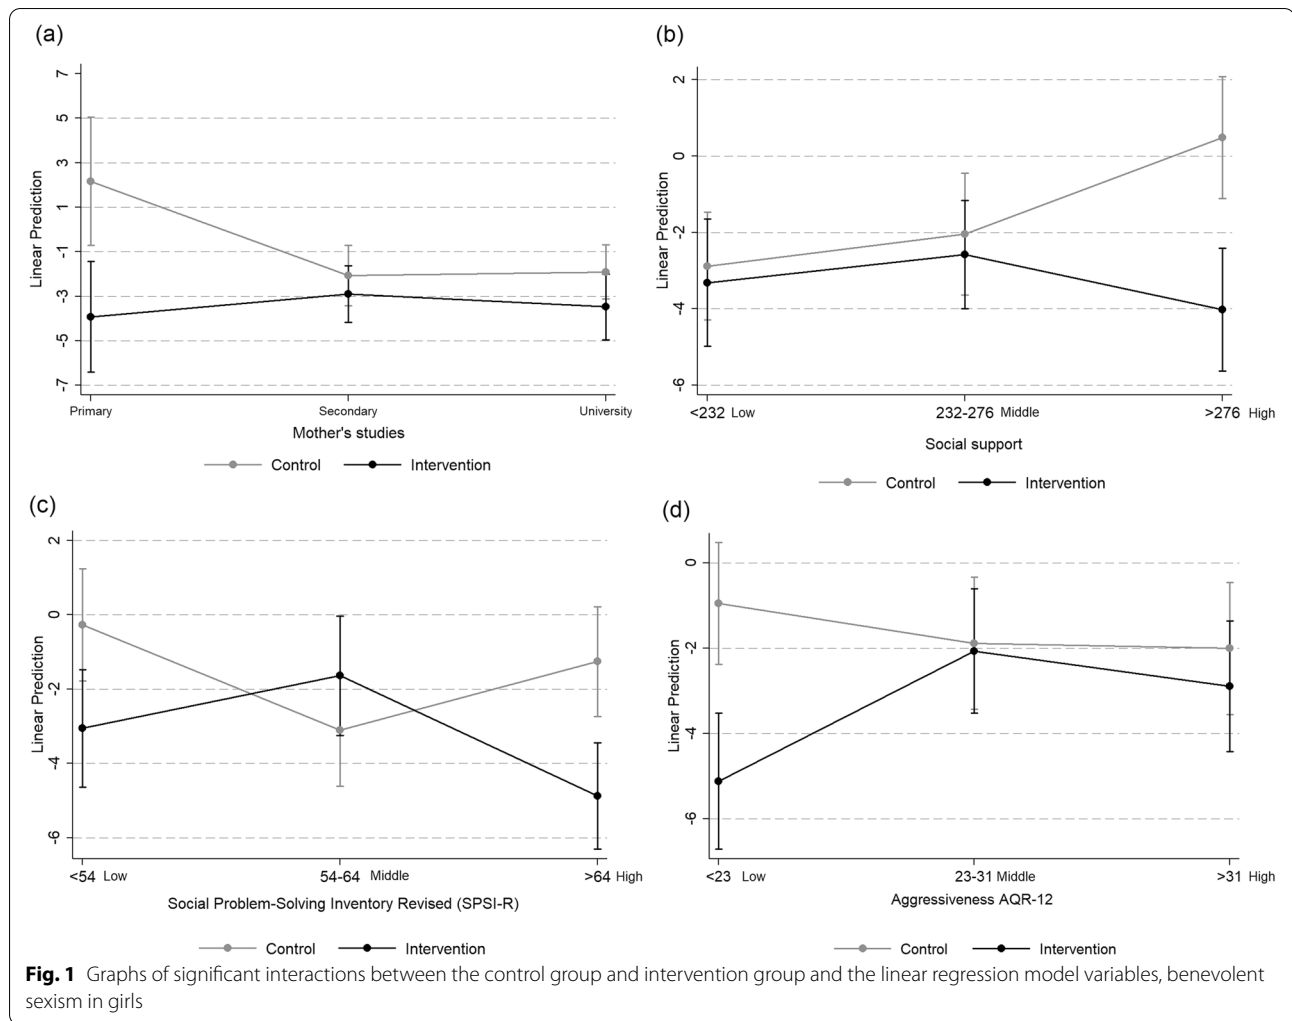 (a)
7
5
3
1
-1
-3
-5
-7
Linear Prediction
Primary Secondary University
Mother's studies
Control Intervention
(b)
2
0
-2
-4
-6
Linear Prediction
<232 Low 232-276 Middle >276 High
Social support
Control Intervention
(c)
2
0
-2
-4
-6
Linear Prediction
<54 Low 54-64 Middle >64 High
Social Problem-Solving Inventory Revised (SPSI-R)
Control Intervention
(d)
0
-2
-4
-6
Linear Prediction
<23 Low 23-31 Middle >31 High
Aggressiveness AQR-12
Control Intervention
Fig. 1 Graphs of significant interactions between the control group and intervention group and the linear regression model variables, benevolent
sexism in girls